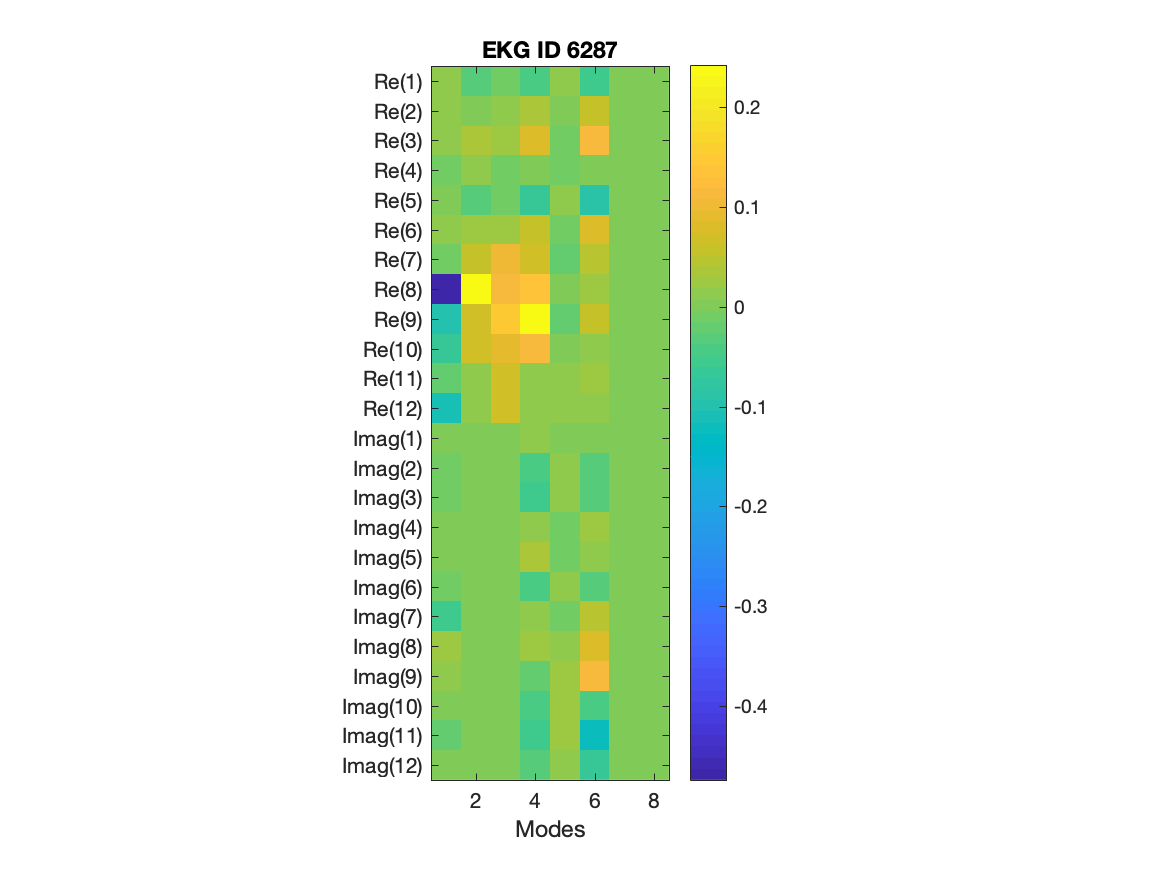 EKG ID 6287
Re(1)
Re(2)
Re(3)
Re(4)
Re(5)
Re(6)
Re(7)
Re(8)
Re(9)
Re(10)
Re(11)
Re(12)
Imag(1)
Imag(2)
Imag(3)
Imag(4)
Imag(5)
Imag(6)
Imag(7)
Imag(8)
Imag(9)
Imag(10)
Imag(11)
Imag(12)
2 4 6 8
Modes
0.2
0.1
0
-0.1
-0.2
-0.3
-0.4